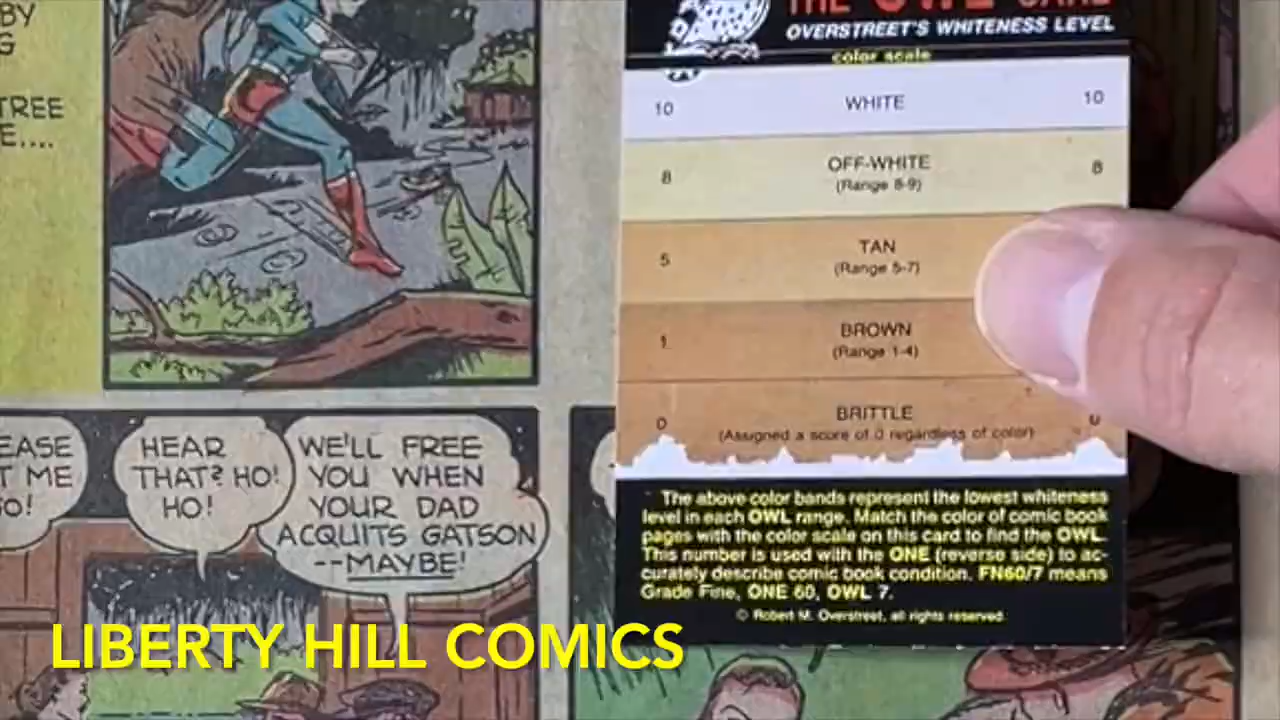 BY
G
TREE
E....
THE OWL CARD
OVERSTREET'S WHITENESS LEVEL
color scale
10 WHITE 10
8 OFF-WHITE 8
(Range 8-9)
5 TAN
(Range 5-7)
1 BROWN
(Range 1-4)
0 BRITTLE 0
(Assigned a score of 0 regardless of color)
The above color bands represent the lowest whiteness
level in each OWL range. Match the color of comic book
pages with the color scale on this card to find the OWL.
This number is used with the ONE (reverse side) to ac-
curately describe comic book condition. FN60/7 means
Grade Fine, ONE 60, OWL 7.
© Robert M. Overstreet, all rights reserved.
EASE
T ME
GO!
HEAR
THAT? HO!
HO!
WE'LL FREE
YOU WHEN
YOUR DAD
ACQUITS GATSON
--MAYBE!
LIBERTY HILL COMICS